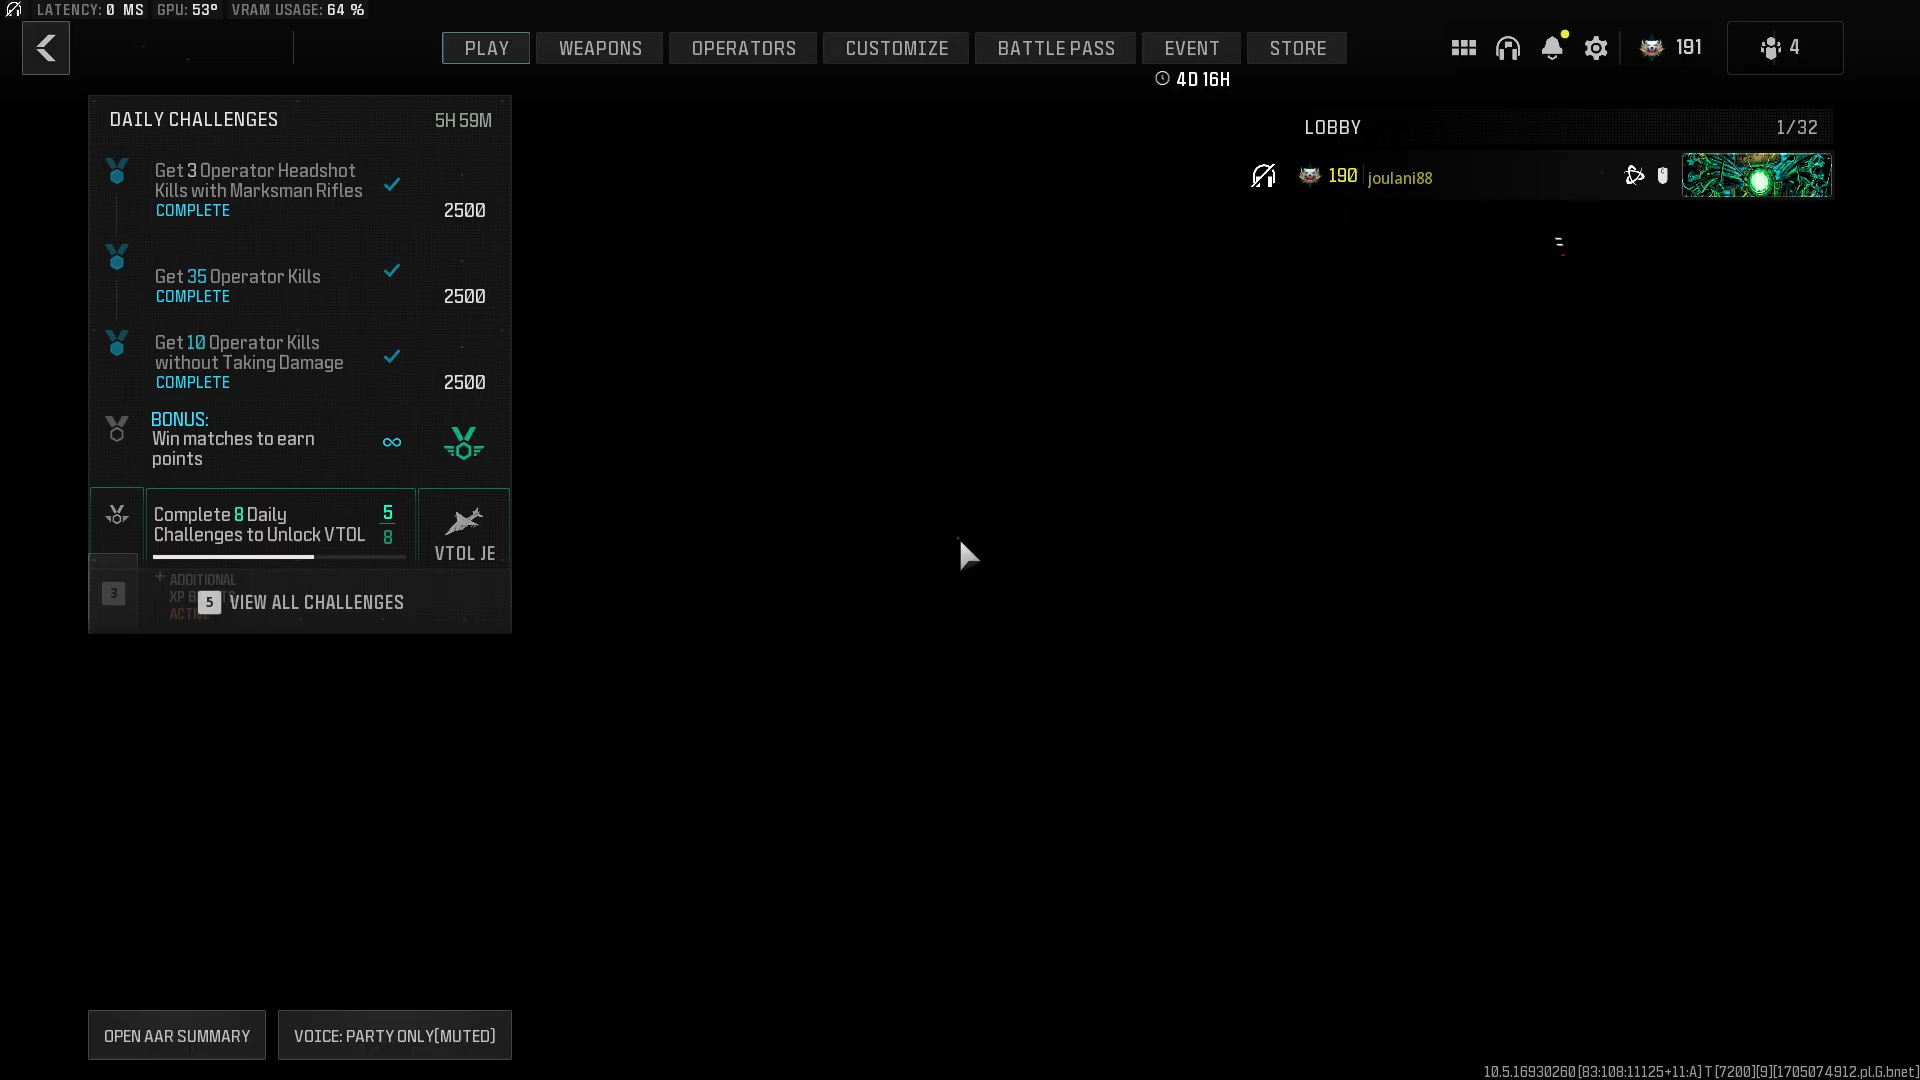 LATENCY: 0 MS GPU: 53° VRAM USAGE: 64 %
PLAY WEAPONS OPERATORS CUSTOMIZE BATTLE PASS EVENT STORE 191 4
4D 16H
DAILY CHALLENGES 5H 59M
Get 3 Operator Headshot
Kills with Marksman Rifles
COMPLETE
2500
Get 35 Operator Kills
COMPLETE
2500
Get 10 Operator Kills
without Taking Damage
COMPLETE
2500
BONUS:
Win matches to earn
points
Complete 8 Daily
Challenges to Unlock VTOL
5
8
VTOL JE
3
ADDITIONAL
ACTIVE
5 VIEW ALL CHALLENGES
LOBBY 1/32
190 joulani88
OPEN AAR SUMMARY VOICE: PARTY ONLY(MUTED)
10.5.16930260[83:108:11125+11:A] T [7200][9][1705074912.pl.G.bnet]